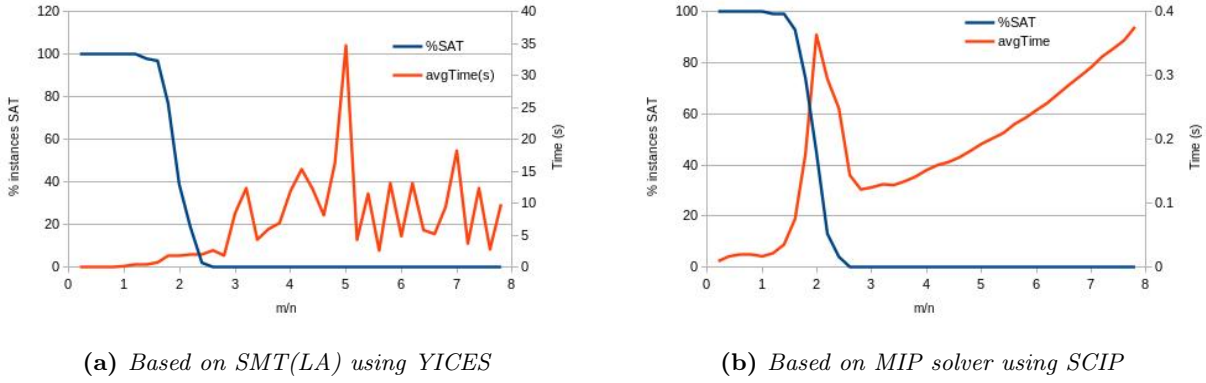 120
100
80
60
40
20
0
% instances SAT
40
35
30
25
20
15
10
5
0
Time (s)
%SAT
avgTime(s)
0 1 2 3 4 5 6 7 8
m/n
(a) Based on SMT(LA) using YICES
100
80
60
40
20
0
% instances SAT
0.4
0.3
0.2
0.1
0
Time (s)
%SAT
avgTime
0 1 2 3 4 5 6 7 8
m/n
(b) Based on MIP solver using SCIP